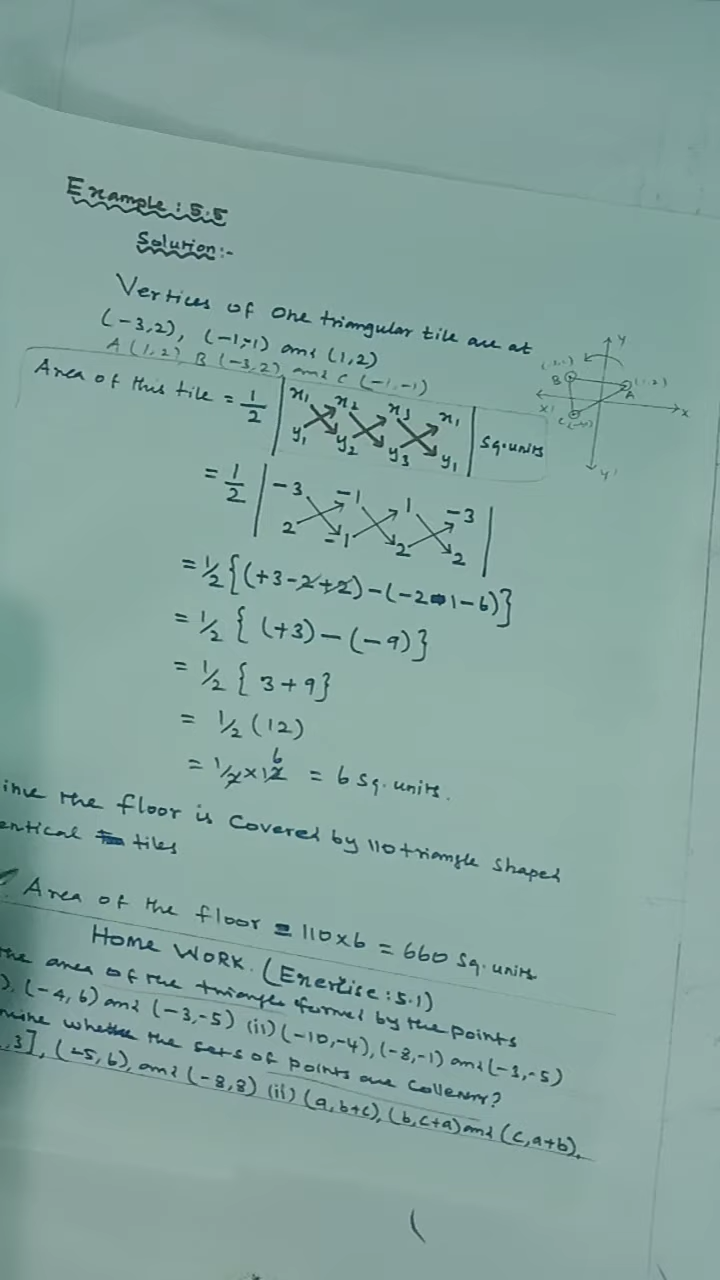 Example : 5.5
Solution:-
Vertices of one triangular tile are at
(-3,2), (-1,-1) and (1,2)
A(1,2) B(-3,2) and C(-1,-1)
Area of this tile = 1/2 | x₁ x₂ x₃ x₁ | sq.units
y₁ y₂ y₃ y₁
= 1/2 | -3 -1 1 -3 |
2 -1 2 2
= 1/2 {(+3-2+2)-(-2-1-6)}
= 1/2 { (+3)-(-9)}
= 1/2 { 3+9}
= 1/2 (12)
= 1/2 × 12 6 = 6 sq. units.
Y
B
(1,2)
A
X' X
C(-1,-1)
Y'
the floor is covered by 110 triangle shaped
tiles
Area of the floor = 110×6 = 660 sq. units
Home Work. (Exercise:5.1)
the area of the triangle formed by the points
(-4,6) and (-3,-5) (ii) (-10,-4), (-8,-1) and (-3,-5)
whether the sets of points are collenry?
(-5,6), and (-8,8) (ii) (a,b+c), (b,c+a) and (c,a+b).